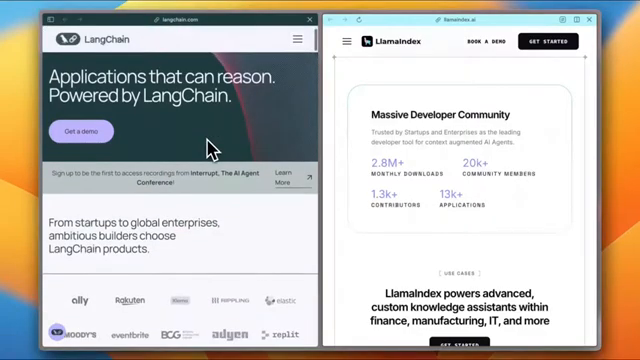 langchain.com
LangChain
Applications that can reason.
Powered by LangChain.
Get a demo
Sign up to be the first to access recordings from Interrupt, The AI Agent
Conference!
Learn
More
From startups to global enterprises,
ambitious builders choose
LangChain products.
ally
Rakuten
Klarna
RIPPLING
elastic
MOODY'S
eventbrite
BCG
adyen
replit
llamaindex.ai
LlamaIndex
BOOK A DEMO
GET STARTED
Massive Developer Community
Trusted by Startups and Enterprises as the leading
developer tool for context augmented AI Agents.
2.8M+
MONTHLY DOWNLOADS
20k+
COMMUNITY MEMBERS
1.3k+
CONTRIBUTORS
13k+
APPLICATIONS
[ USE CASES ]
LlamaIndex powers advanced,
custom knowledge assistants within
finance, manufacturing, IT, and more
GET STARTED